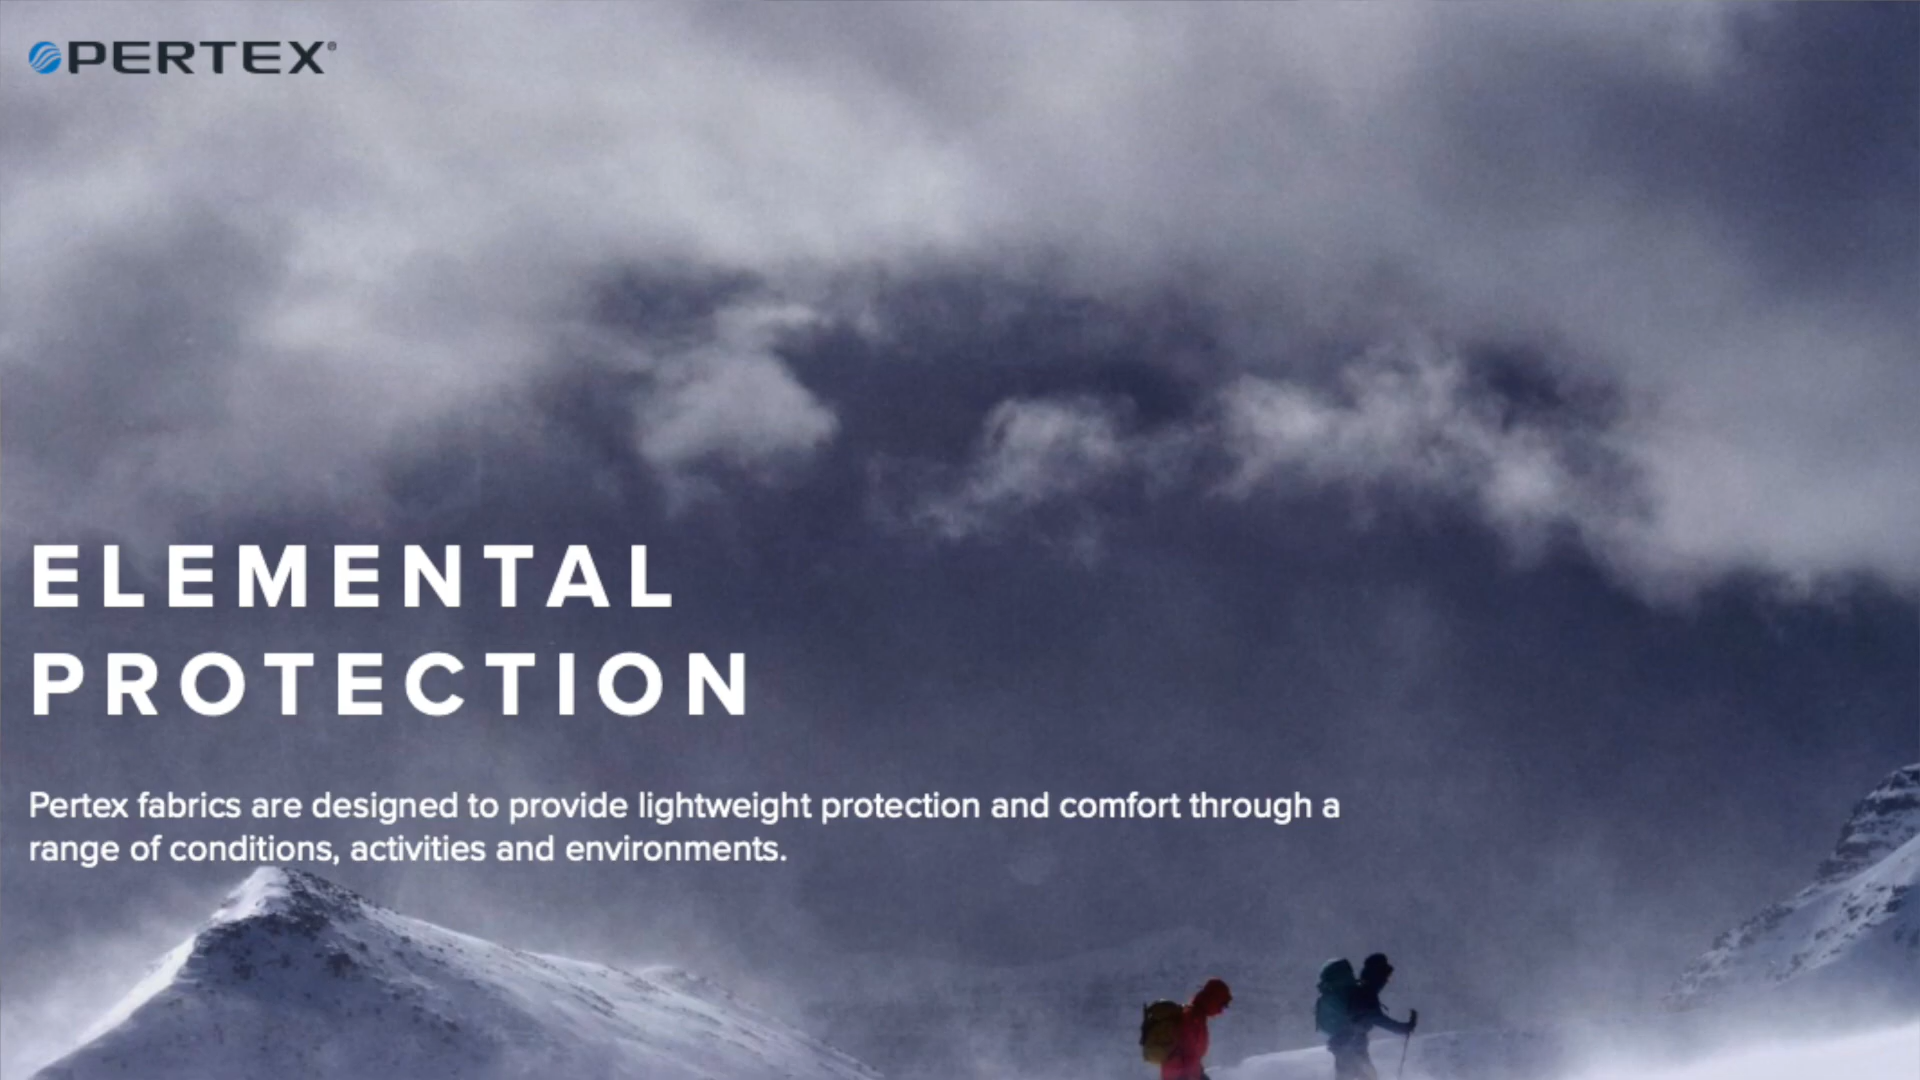 PERTEX®
ELEMENTAL
PROTECTION
Pertex fabrics are designed to provide lightweight protection and comfort through a
range of conditions, activities and environments.